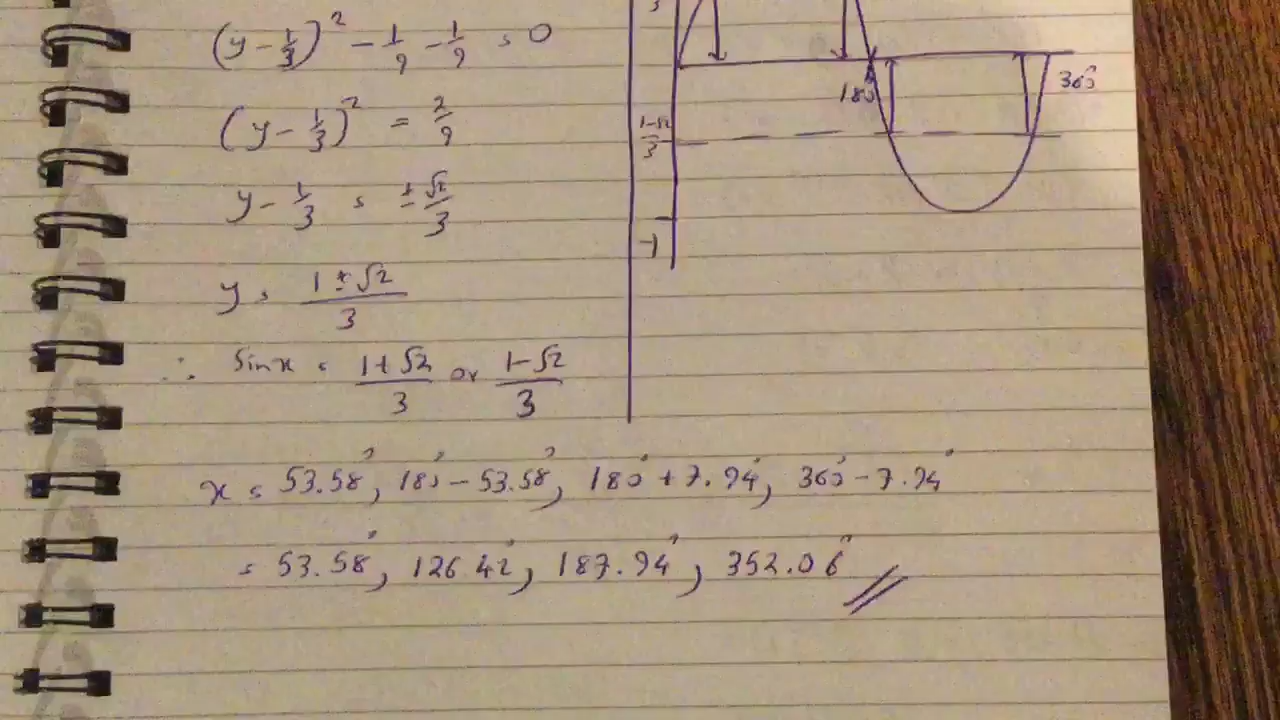 (y - 1/3)² - 1/9 - 1/9 = 0
(y - 1/3)² = 2/9
y - 1/3 = ± √2/3
y = (1 ± √2)/3
∴ Sinx = (1+√2)/3 or (1-√2)/3
x = 53.58°, 180° - 53.58°, 180° + 7.94°, 360° - 7.94°
= 53.58°, 126.42°, 187.94°, 352.06°
3
180°
360°
(1-√2)/3
-1